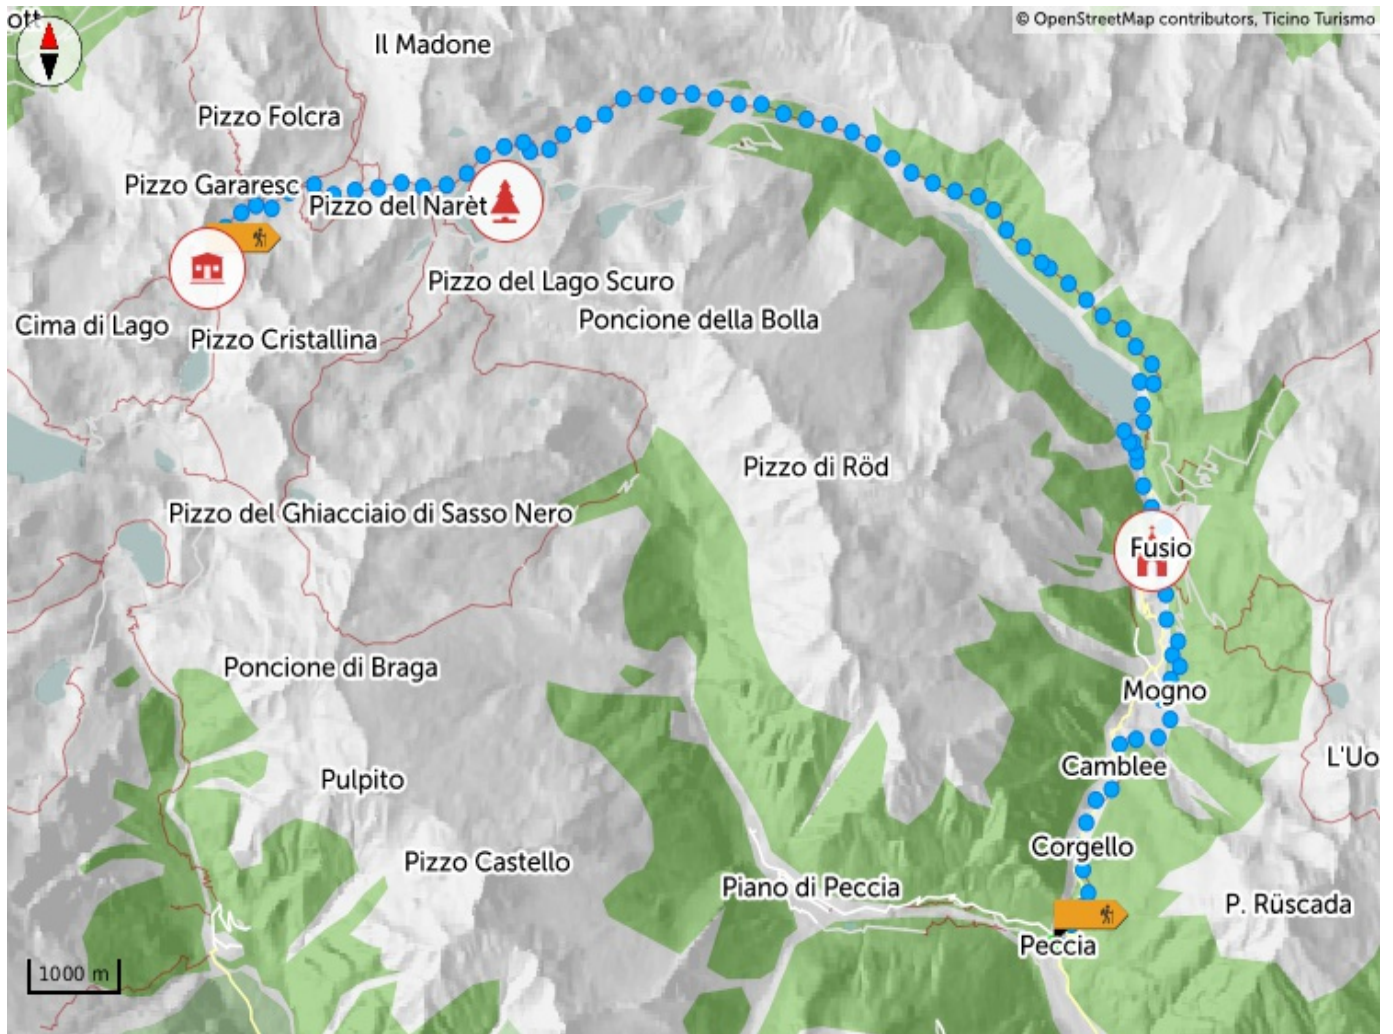 ott
© OpenStreetMap contributors, Ticino Turismo
Il Madone
Pizzo Folcra
Pizzo Gararesc
Pizzo del Narèt
Pizzo del Lago Scuro
Cima di Lago
Poncione della Bolla
Pizzo Cristallina
Pizzo di Röd
Pizzo del Ghiacciaio di Sasso Nero
Fusio
Poncione di Braga
Mogno
Camblee
L'Uo
Pulpito
Corgello
Pizzo Castello
Piano di Peccia
P. Rüscada
Peccia
1000 m